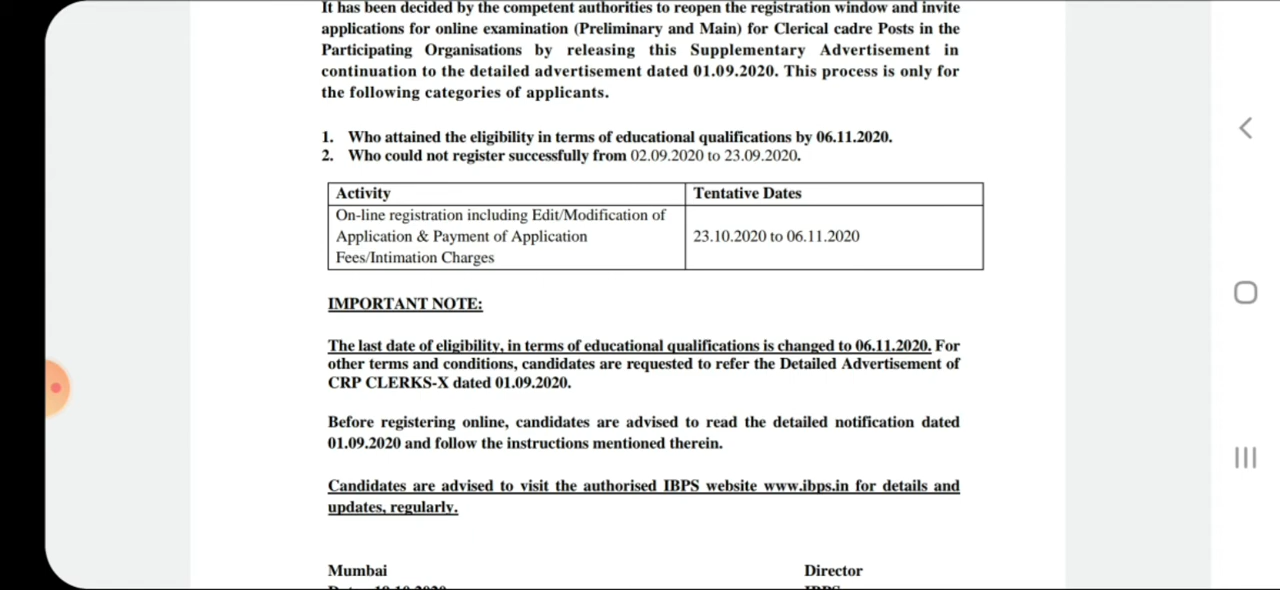 It has been decided by the competent authorities to reopen the registration window and invite
applications for online examination (Preliminary and Main) for Clerical cadre Posts in the
Participating Organisations by releasing this Supplementary Advertisement in
continuation to the detailed advertisement dated 01.09.2020. This process is only for
the following categories of applicants.
1. Who attained the eligibility in terms of educational qualifications by 06.11.2020.
2. Who could not register successfully from 02.09.2020 to 23.09.2020.
Activity Tentative Dates
On-line registration including Edit/Modification of
Application & Payment of Application 23.10.2020 to 06.11.2020
Fees/Intimation Charges
IMPORTANT NOTE:
The last date of eligibility, in terms of educational qualifications is changed to 06.11.2020. For
other terms and conditions, candidates are requested to refer the Detailed Advertisement of
CRP CLERKS-X dated 01.09.2020.
Before registering online, candidates are advised to read the detailed notification dated
01.09.2020 and follow the instructions mentioned therein.
Candidates are advised to visit the authorised IBPS website www.ibps.in for details and
updates, regularly.
Mumbai Director